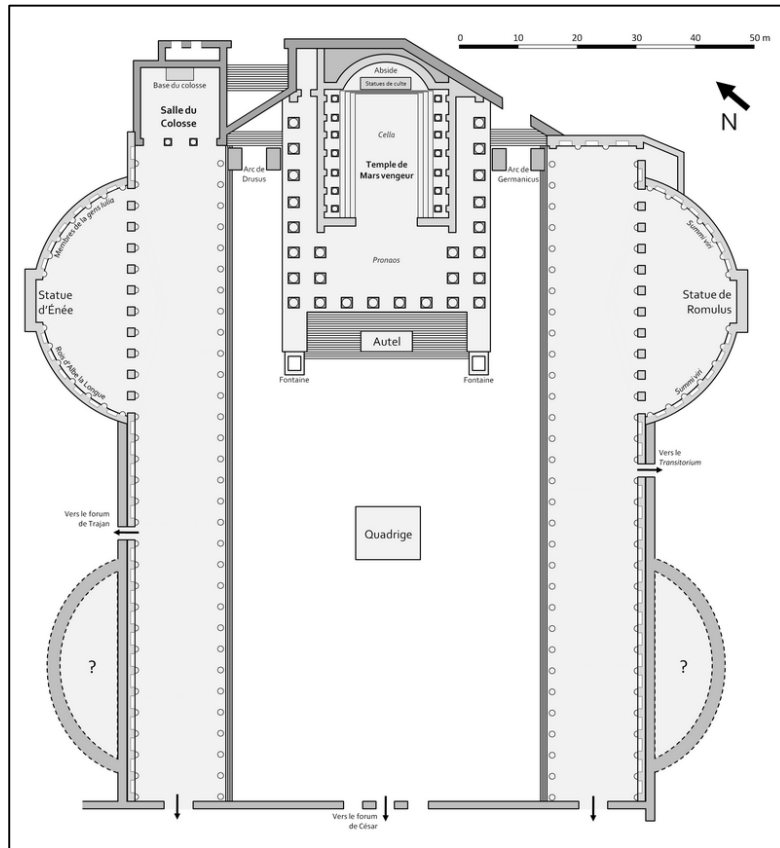 0 10 20 30 40 50 m
N
Abside
Statues de culte
Base du colosse
Salle du
Colosse
Cella
Temple de
Mars vengeur
Arc de
Drusus
Arc de
Germanicus
Membres de la gens Iulia
Summi viri
Pronaos
Statue
d'Énée
Statue de
Romulus
Autel
Rois d'Albe la Longue
Summi viri
Fontaine
Fontaine
Vers le
Transitorium
Vers le forum
de Trajan
Quadrige
?
?
Vers le forum
de César